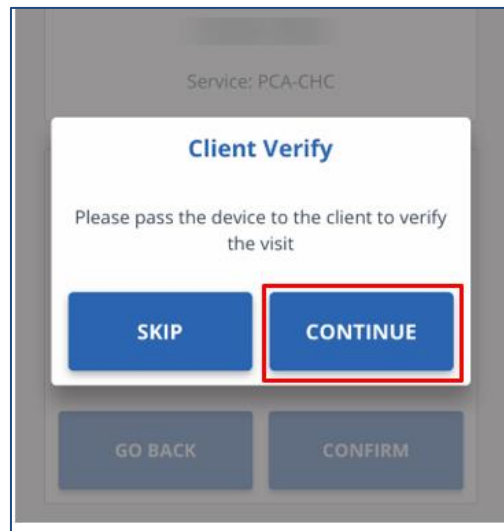 Service: PCA-CHC
Client Verify
Please pass the device to the client to verify
the visit
SKIP CONTINUE
GO BACK CONFIRM